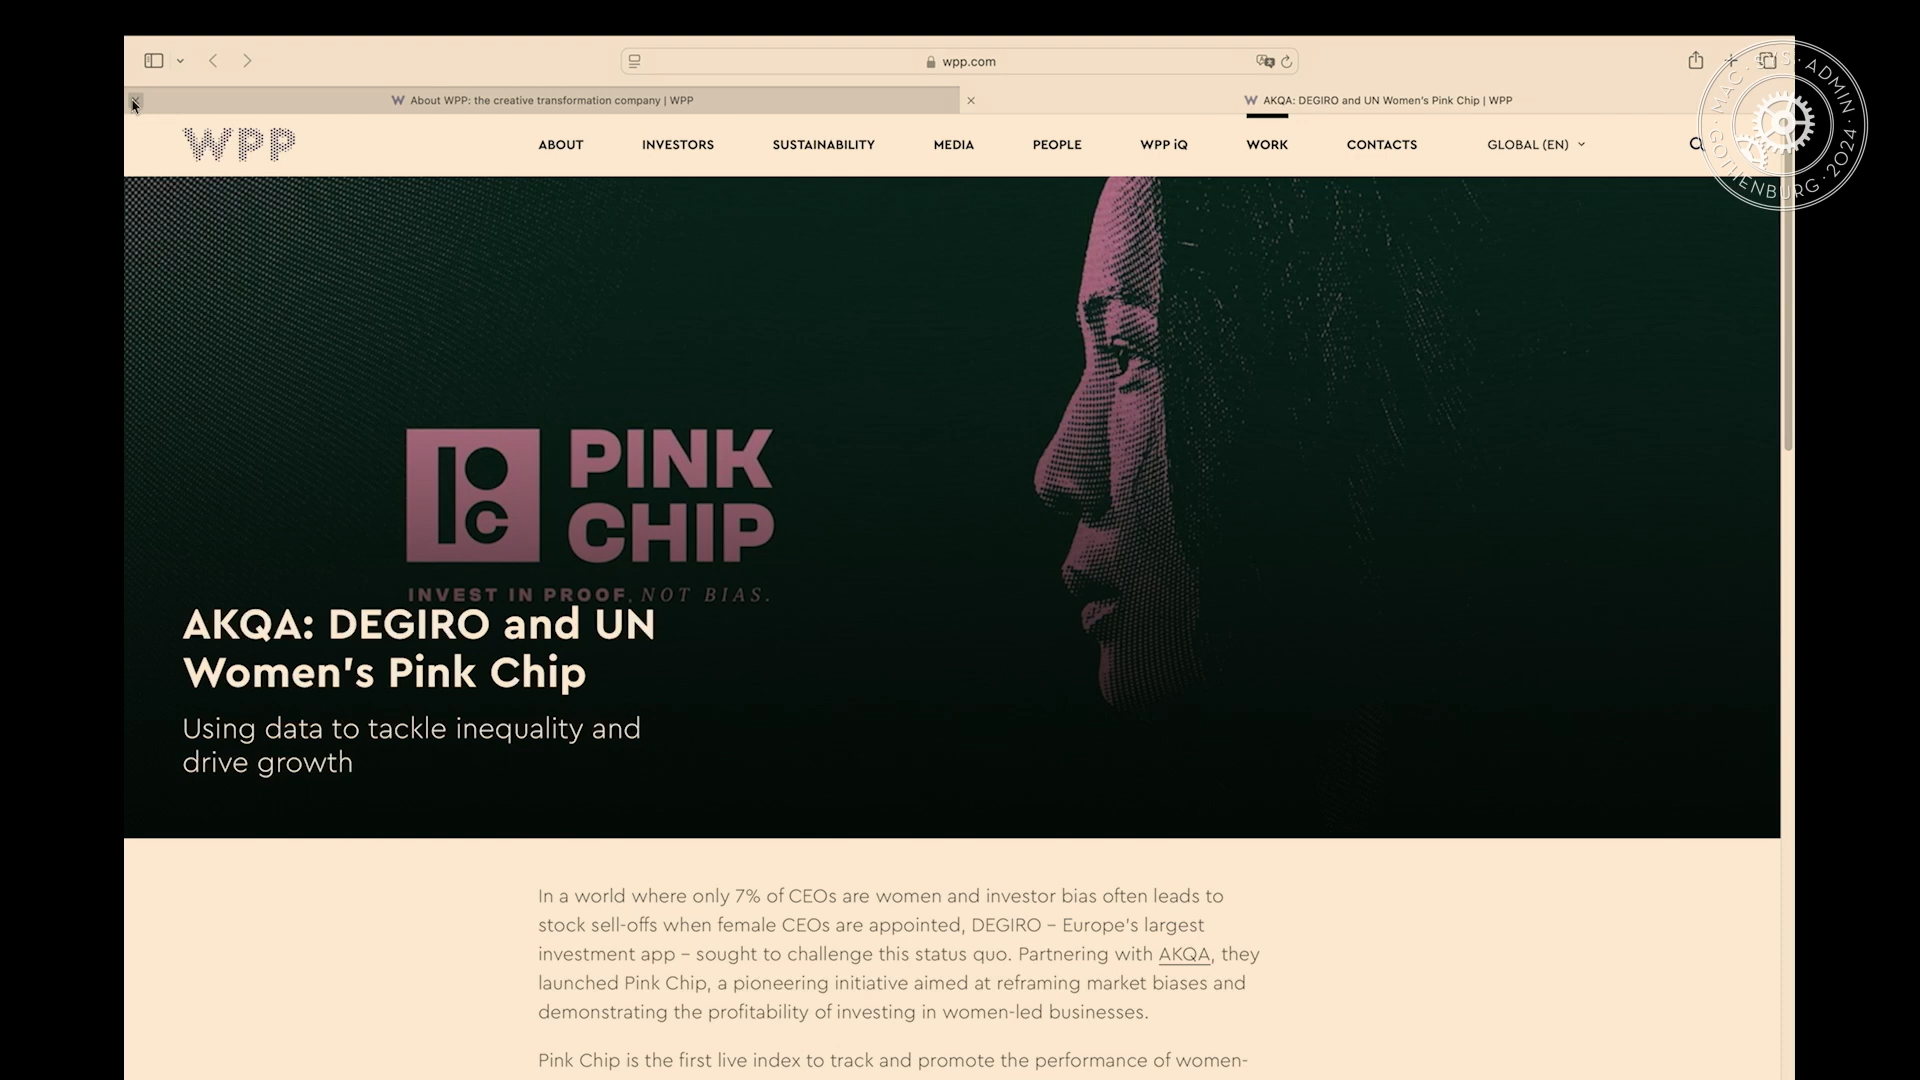 wpp.com
About WPP: the creative transformation company | WPP
AKQA: DEGIRO and UN Women's Pink Chip | WPP
WPP
ABOUT
INVESTORS
SUSTAINABILITY
MEDIA
PEOPLE
WPP iQ
WORK
CONTACTS
GLOBAL (EN)
MAC · SYS · ADMIN · GOTHENBURG · 2024 ·
PINK
CHIP
INVEST IN PROOF, NOT BIAS.
AKQA: DEGIRO and UN
Women's Pink Chip
Using data to tackle inequality and
drive growth
In a world where only 7% of CEOs are women and investor bias often leads to
stock sell-offs when female CEOs are appointed, DEGIRO – Europe's largest
investment app – sought to challenge this status quo. Partnering with AKQA, they
launched Pink Chip, a pioneering initiative aimed at reframing market biases and
demonstrating the profitability of investing in women-led businesses.
Pink Chip is the first live index to track and promote the performance of women-